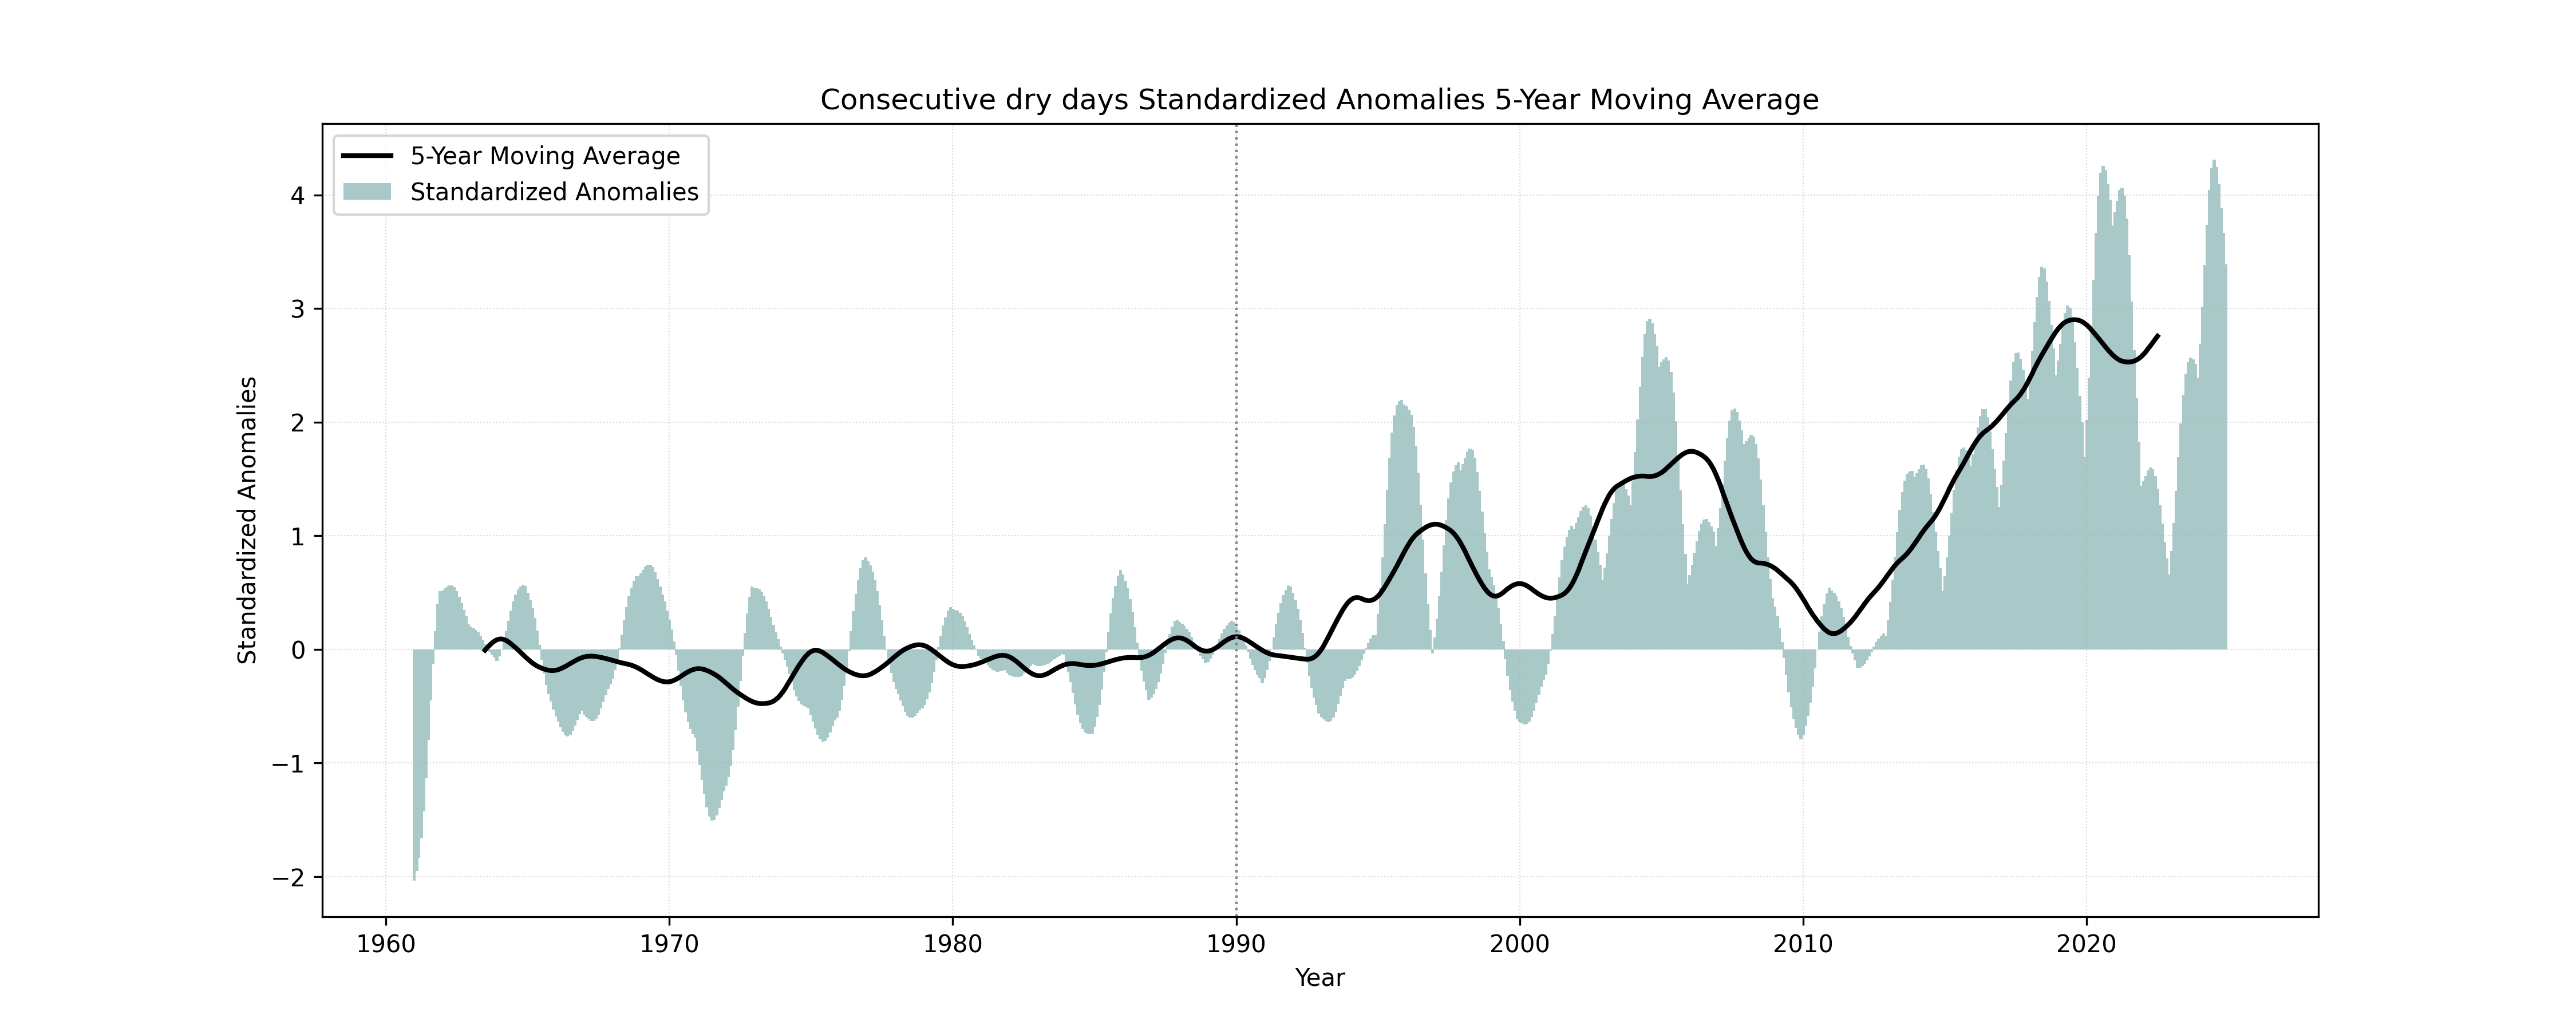 Consecutive dry days Standardized Anomalies 5-Year Moving Average
5-Year Moving Average
Standardized Anomalies
4
3
2
1
0
−1
−2
Standardized Anomalies
1960 1970 1980 1990 2000 2010 2020
Year